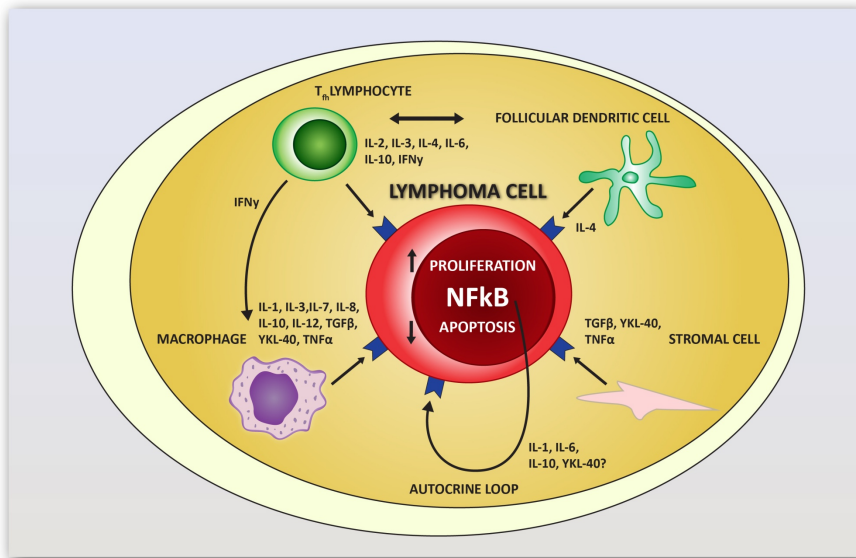 T_fh LYMPHOCYTE
FOLLICULAR DENDRITIC CELL
IL-2, IL-3, IL-4, IL-6,
IL-10, IFNγ
LYMPHOMA CELL
IFNγ
IL-4
PROLIFERATION
NFkB
APOPTOSIS
IL-1, IL-3,IL-7, IL-8,
IL-10, IL-12, TGFβ,
YKL-40, TNFα
MACROPHAGE
TGFβ, YKL-40,
TNFα
STROMAL CELL
IL-1, IL-6,
IL-10, YKL-40?
AUTOCRINE LOOP